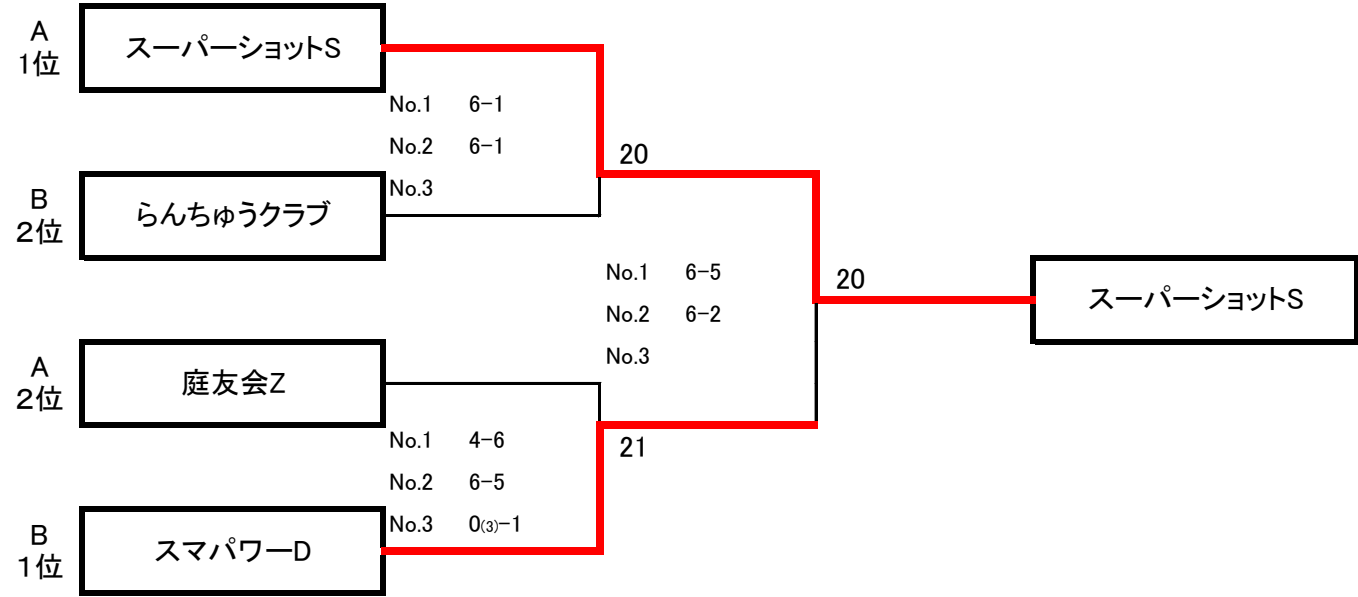 A
1位
スーパーショットS
No.1 6-1
No.2 6-1
No.3
20
B
2位
らんちゅうクラブ
No.1 6-5
No.2 6-2
No.3
20
スーパーショットS
A
2位
庭友会Z
No.1 4-6
No.2 6-5
No.3 0(3)-1
21
B
1位
スマパワーD